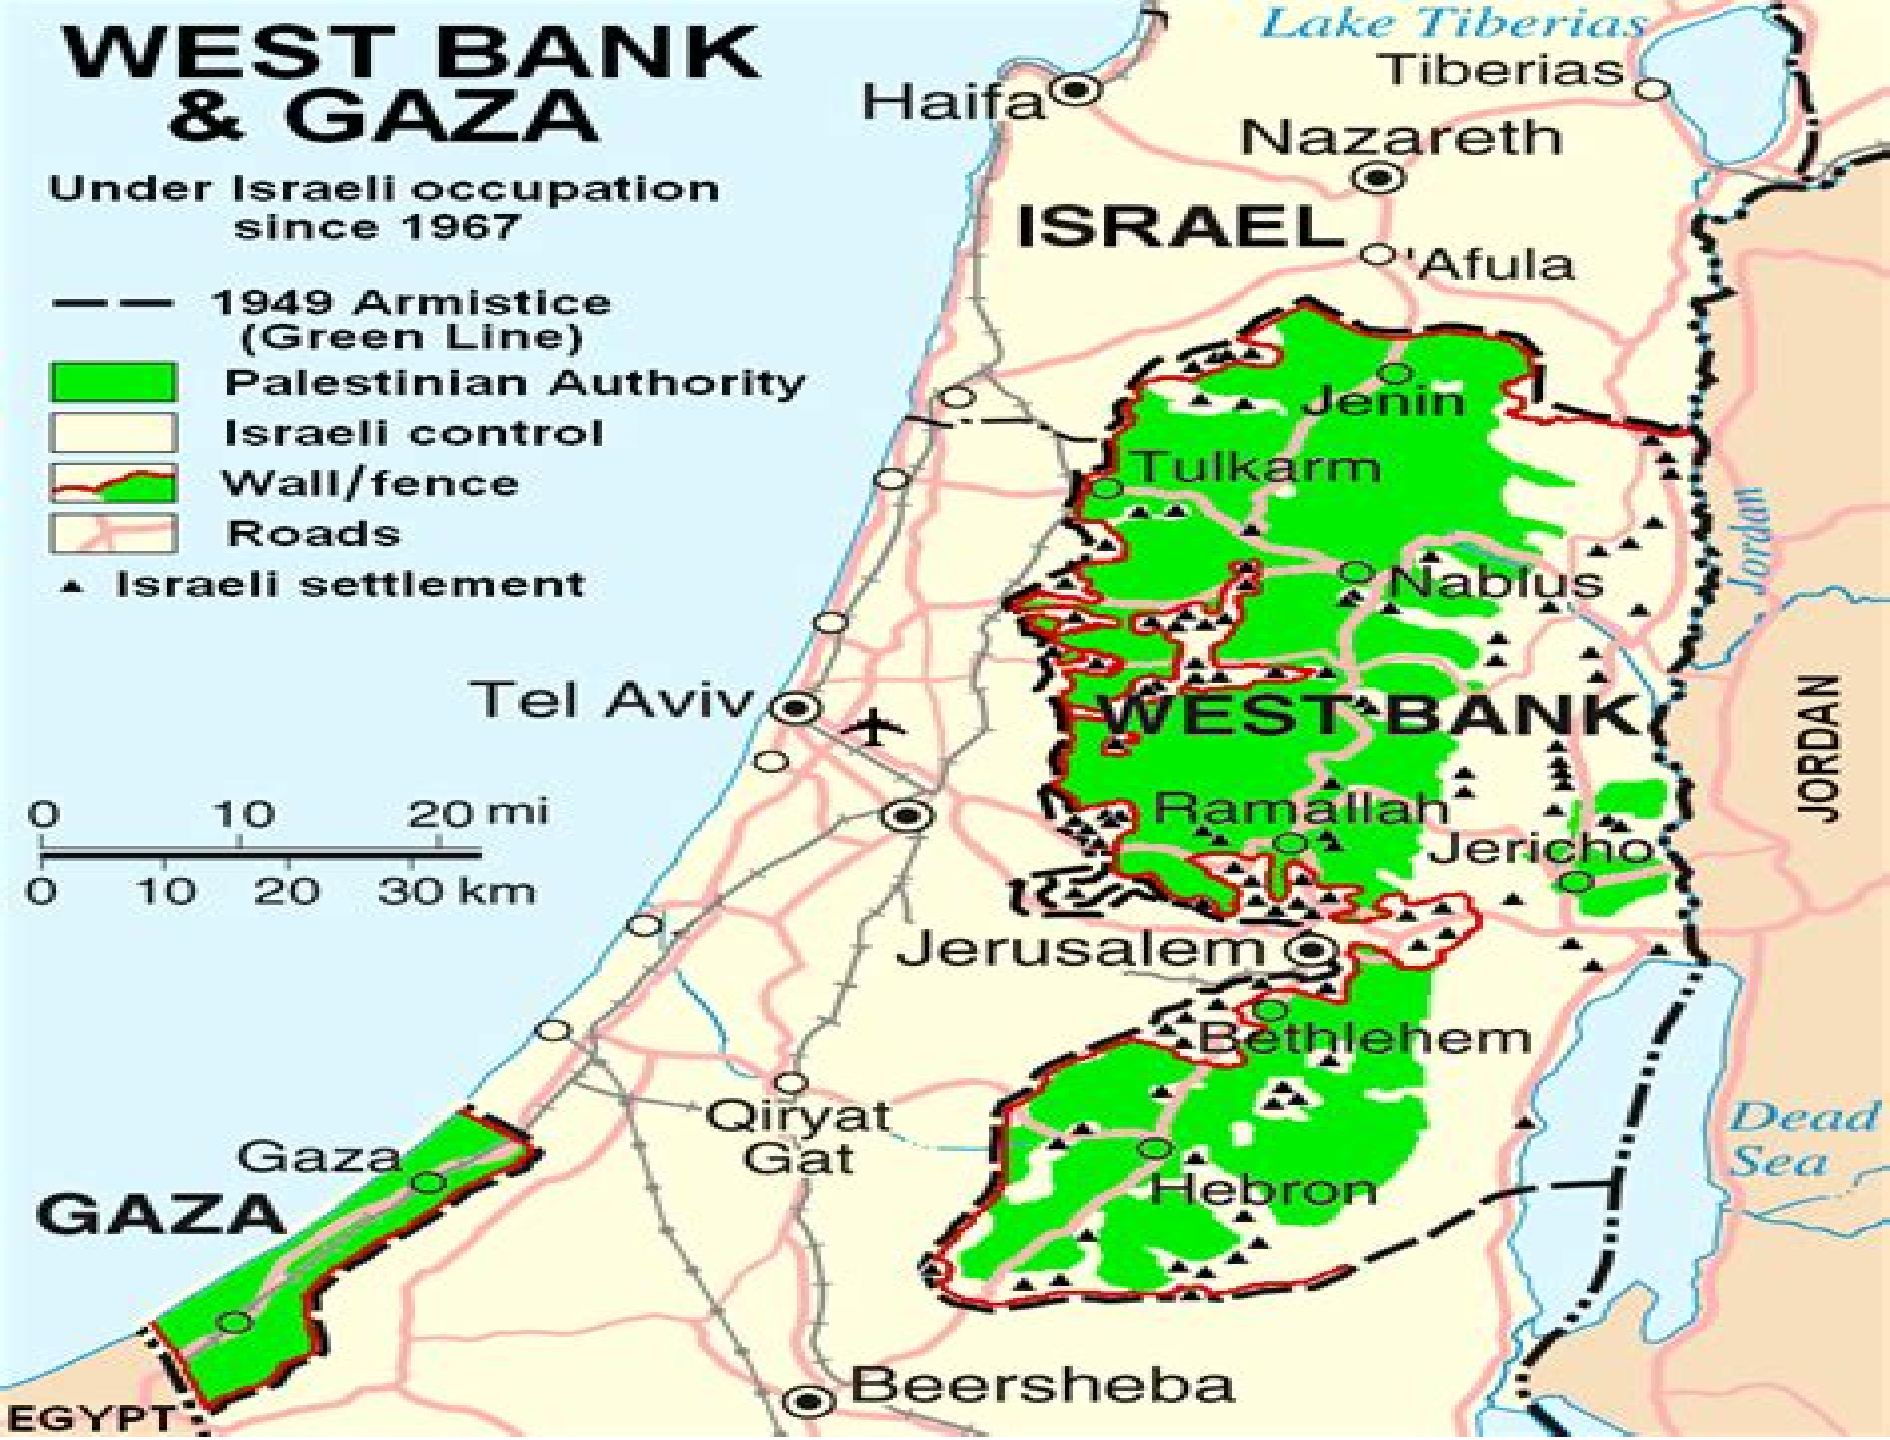 WEST BANK
& GAZA
Under Israeli occupation
since 1967
1949 Armistice
(Green Line)
Palestinian Authority
Israeli control
Wall/fence
Roads
Israeli settlement
0 10 20 mi
0 10 20 30 km
Lake Tiberias
Tiberias
Haifa
Nazareth
ISRAEL
'Afula
Jenin
Tulkarm
Jordan
Nablus
Tel Aviv
WEST BANK
JORDAN
Ramallah
Jericho
Jerusalem
Bethlehem
Qiryat
Gat
Dead
Sea
Gaza
GAZA
Hebron
Beersheba
EGYPT